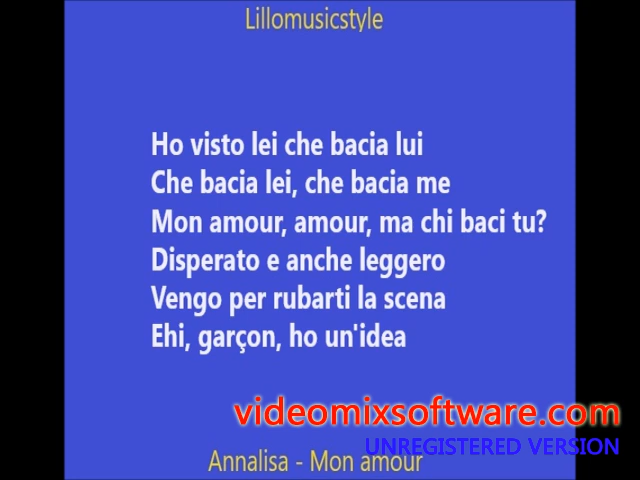 Lillomusicstyle
Ho visto lei che bacia lui
Che bacia lei, che bacia me
Mon amour, amour, ma chi baci tu?
Disperato e anche leggero
Vengo per rubarti la scena
Ehi, garçon, ho un'idea
videomixsoftware.com
UNREGISTERED VERSION
Annalisa - Mon amour